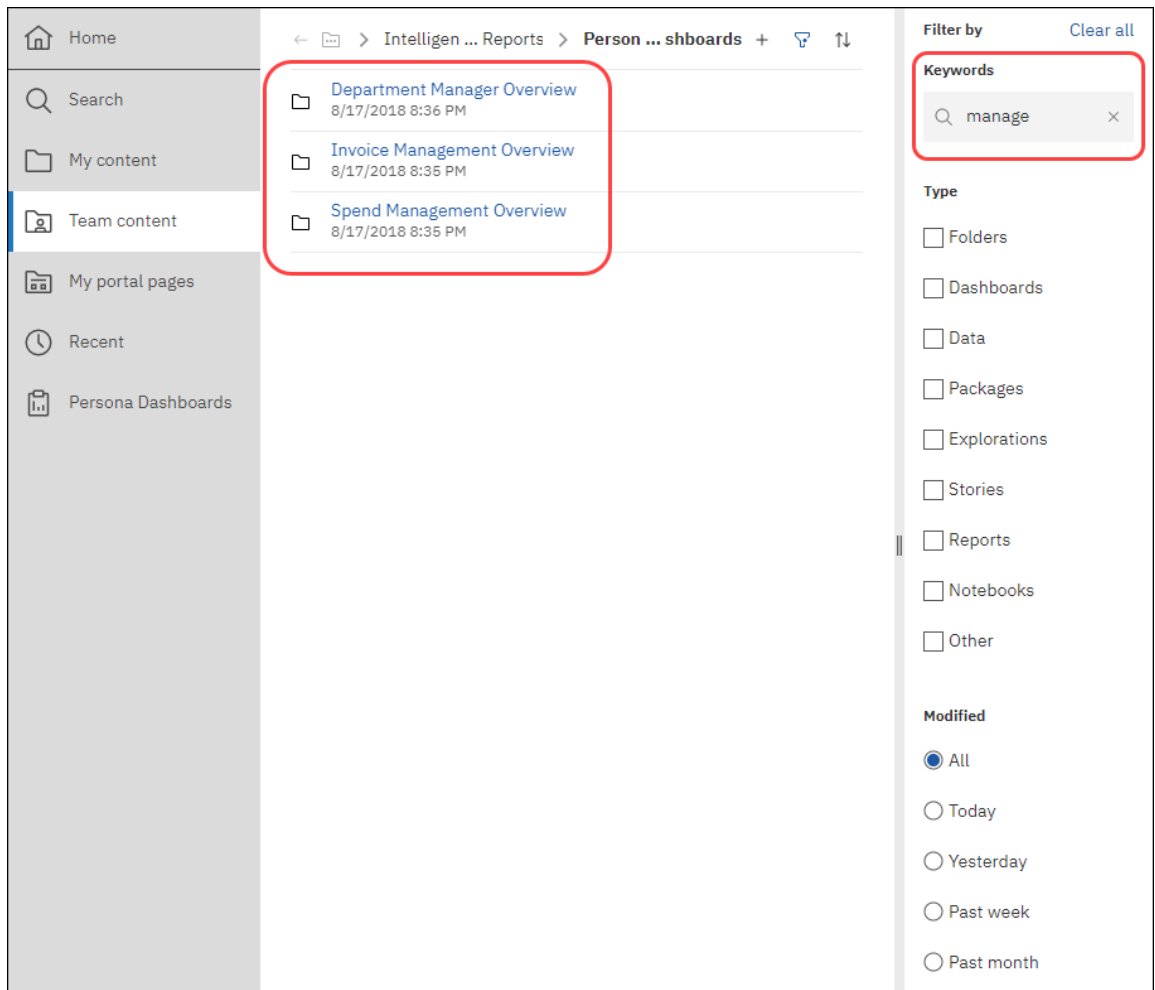 Home
Search
My content
Team content
My portal pages
Recent
Persona Dashboards
Intelligen ... Reports > Person ... shboards +
Department Manager Overview
8/17/2018 8:36 PM
Invoice Management Overview
8/17/2018 8:35 PM
Spend Management Overview
8/17/2018 8:35 PM
Filter by Clear all
Keywords
manage
Type
Folders
Dashboards
Data
Packages
Explorations
Stories
Reports
Notebooks
Other
Modified
All
Today
Yesterday
Past week
Past month